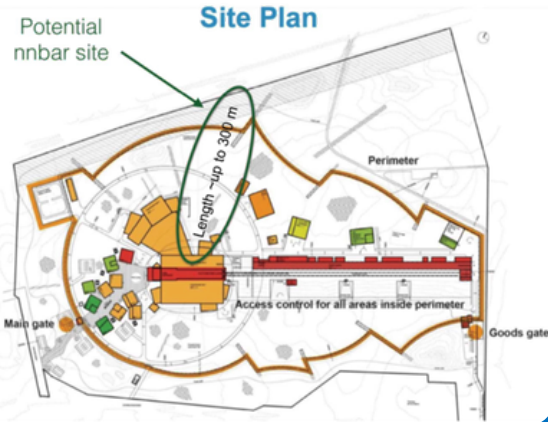 Site Plan
Potential
nnbar site
Length ~up to 300 m
Perimeter
Access control for all areas inside perimeter
Main gate
Goods gate